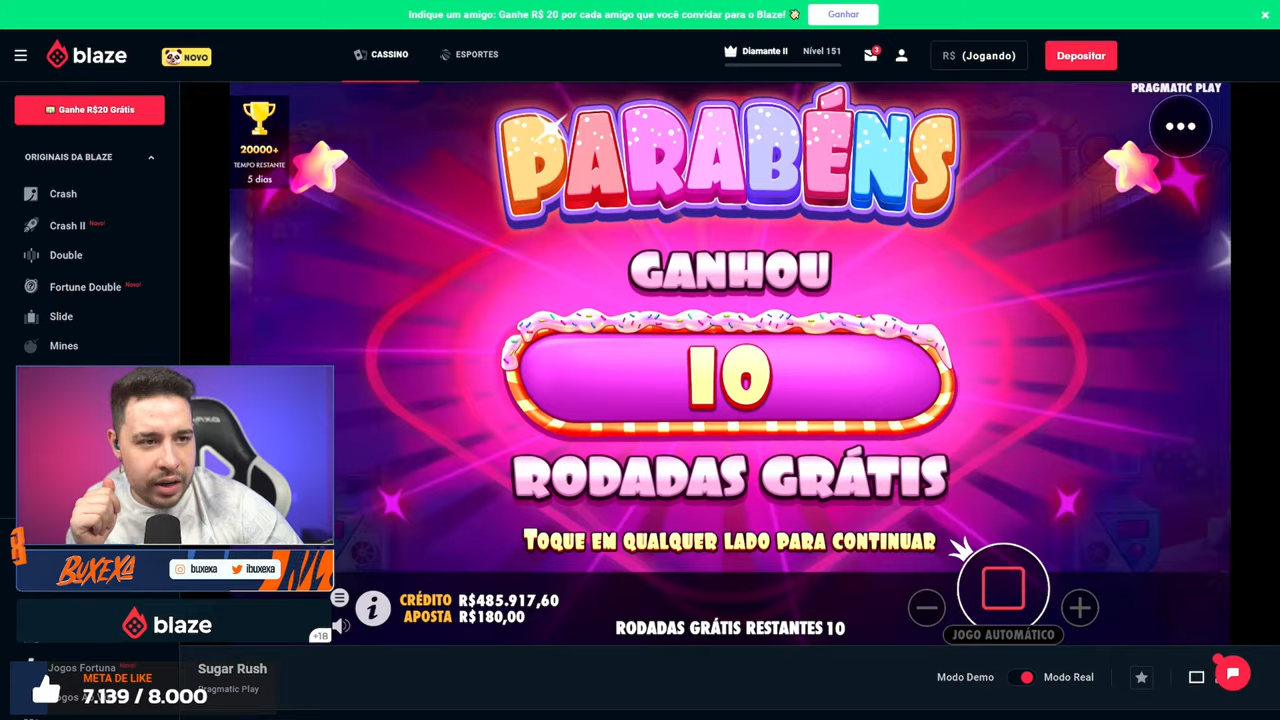 Indique um amigo: Ganhe R$ 20 por cada amigo que você convidar para o Blaze!
Ganhar
blaze
NOVO
CASSINO
ESPORTES
Diamante II
Nível 151
3
R$ (Jogando)
Depositar
Ganhe R$20 Grátis
ORIGINAIS DA BLAZE
Crash
Crash II Novo!
Double
Fortune Double Novo!
Slide
Mines
20000+
TEMPO RESTANTE
5 dias
PRAGMATIC PLAY
PARABÉNS
GANHOU
10
RODADAS GRÁTIS
TOQUE EM QUALQUER LADO PARA CONTINUAR
CRÉDITO R$485.917,60
APOSTA R$180,00
RODADAS GRÁTIS RESTANTES 10
JOGO AUTOMÁTICO
BUXEXA
buxexa
ibuxexa
blaze
+18
Jogos Fortuna Novo!
META DE LIKE
7.139 / 8.000
Sugar Rush
Pragmatic Play
Modo Demo
Modo Real